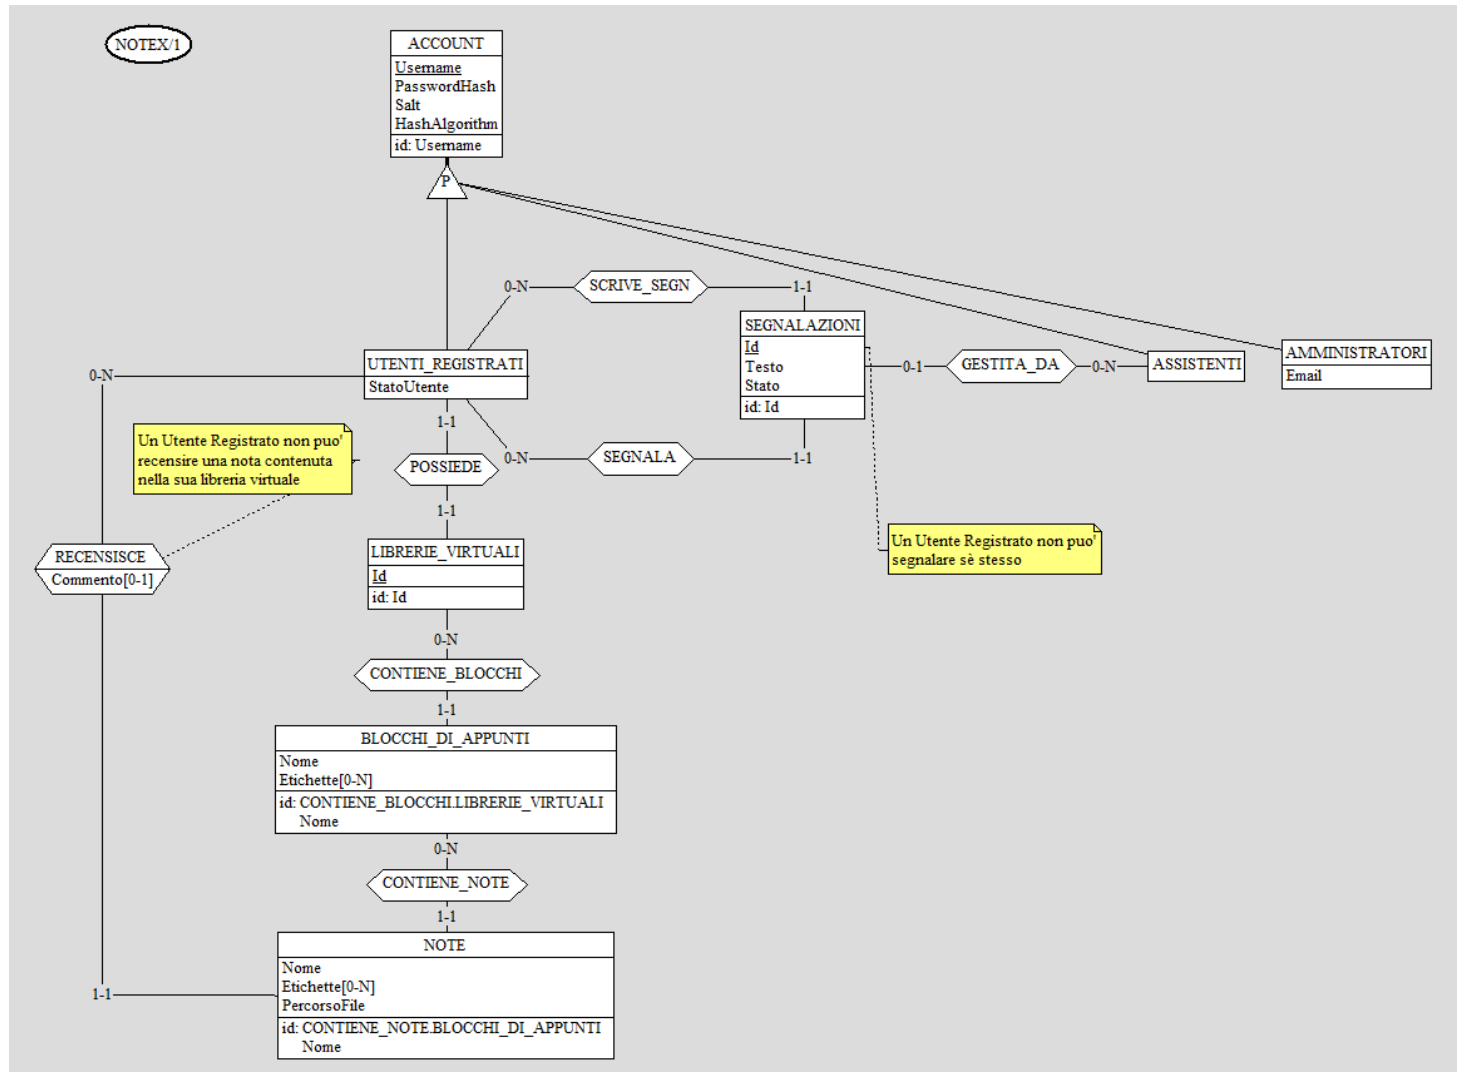 NOTEX/1
ACCOUNT
Username
PasswordHash
Salt
HashAlgorithm
id: Username
P
0-N
SCRIVE_SEGN
1-1
SEGNALAZIONI
Id
Testo
Stato
id: Id
0-1
GESTITA_DA
0-N
ASSISTENTI
AMMINISTRATORI
Email
UTENTI_REGISTRATI
StatoUtente
0-N
1-1
Un Utente Registrato non puo'
recensire una nota contenuta
nella sua libreria virtuale
POSSIEDE
0-N
SEGNALA
1-1
1-1
Un Utente Registrato non puo'
segnalare sè stesso
RECENSISCE
Commento[0-1]
LIBRERIE_VIRTUALI
Id
id: Id
0-N
CONTIENE_BLOCCHI
1-1
BLOCCHI_DI_APPUNTI
Nome
Etichette[0-N]
id: CONTIENE_BLOCCHI.LIBRERIE_VIRTUALI
Nome
0-N
CONTIENE_NOTE
1-1
NOTE
Nome
Etichette[0-N]
PercorsoFile
id: CONTIENE_NOTE.BLOCCHI_DI_APPUNTI
Nome
1-1